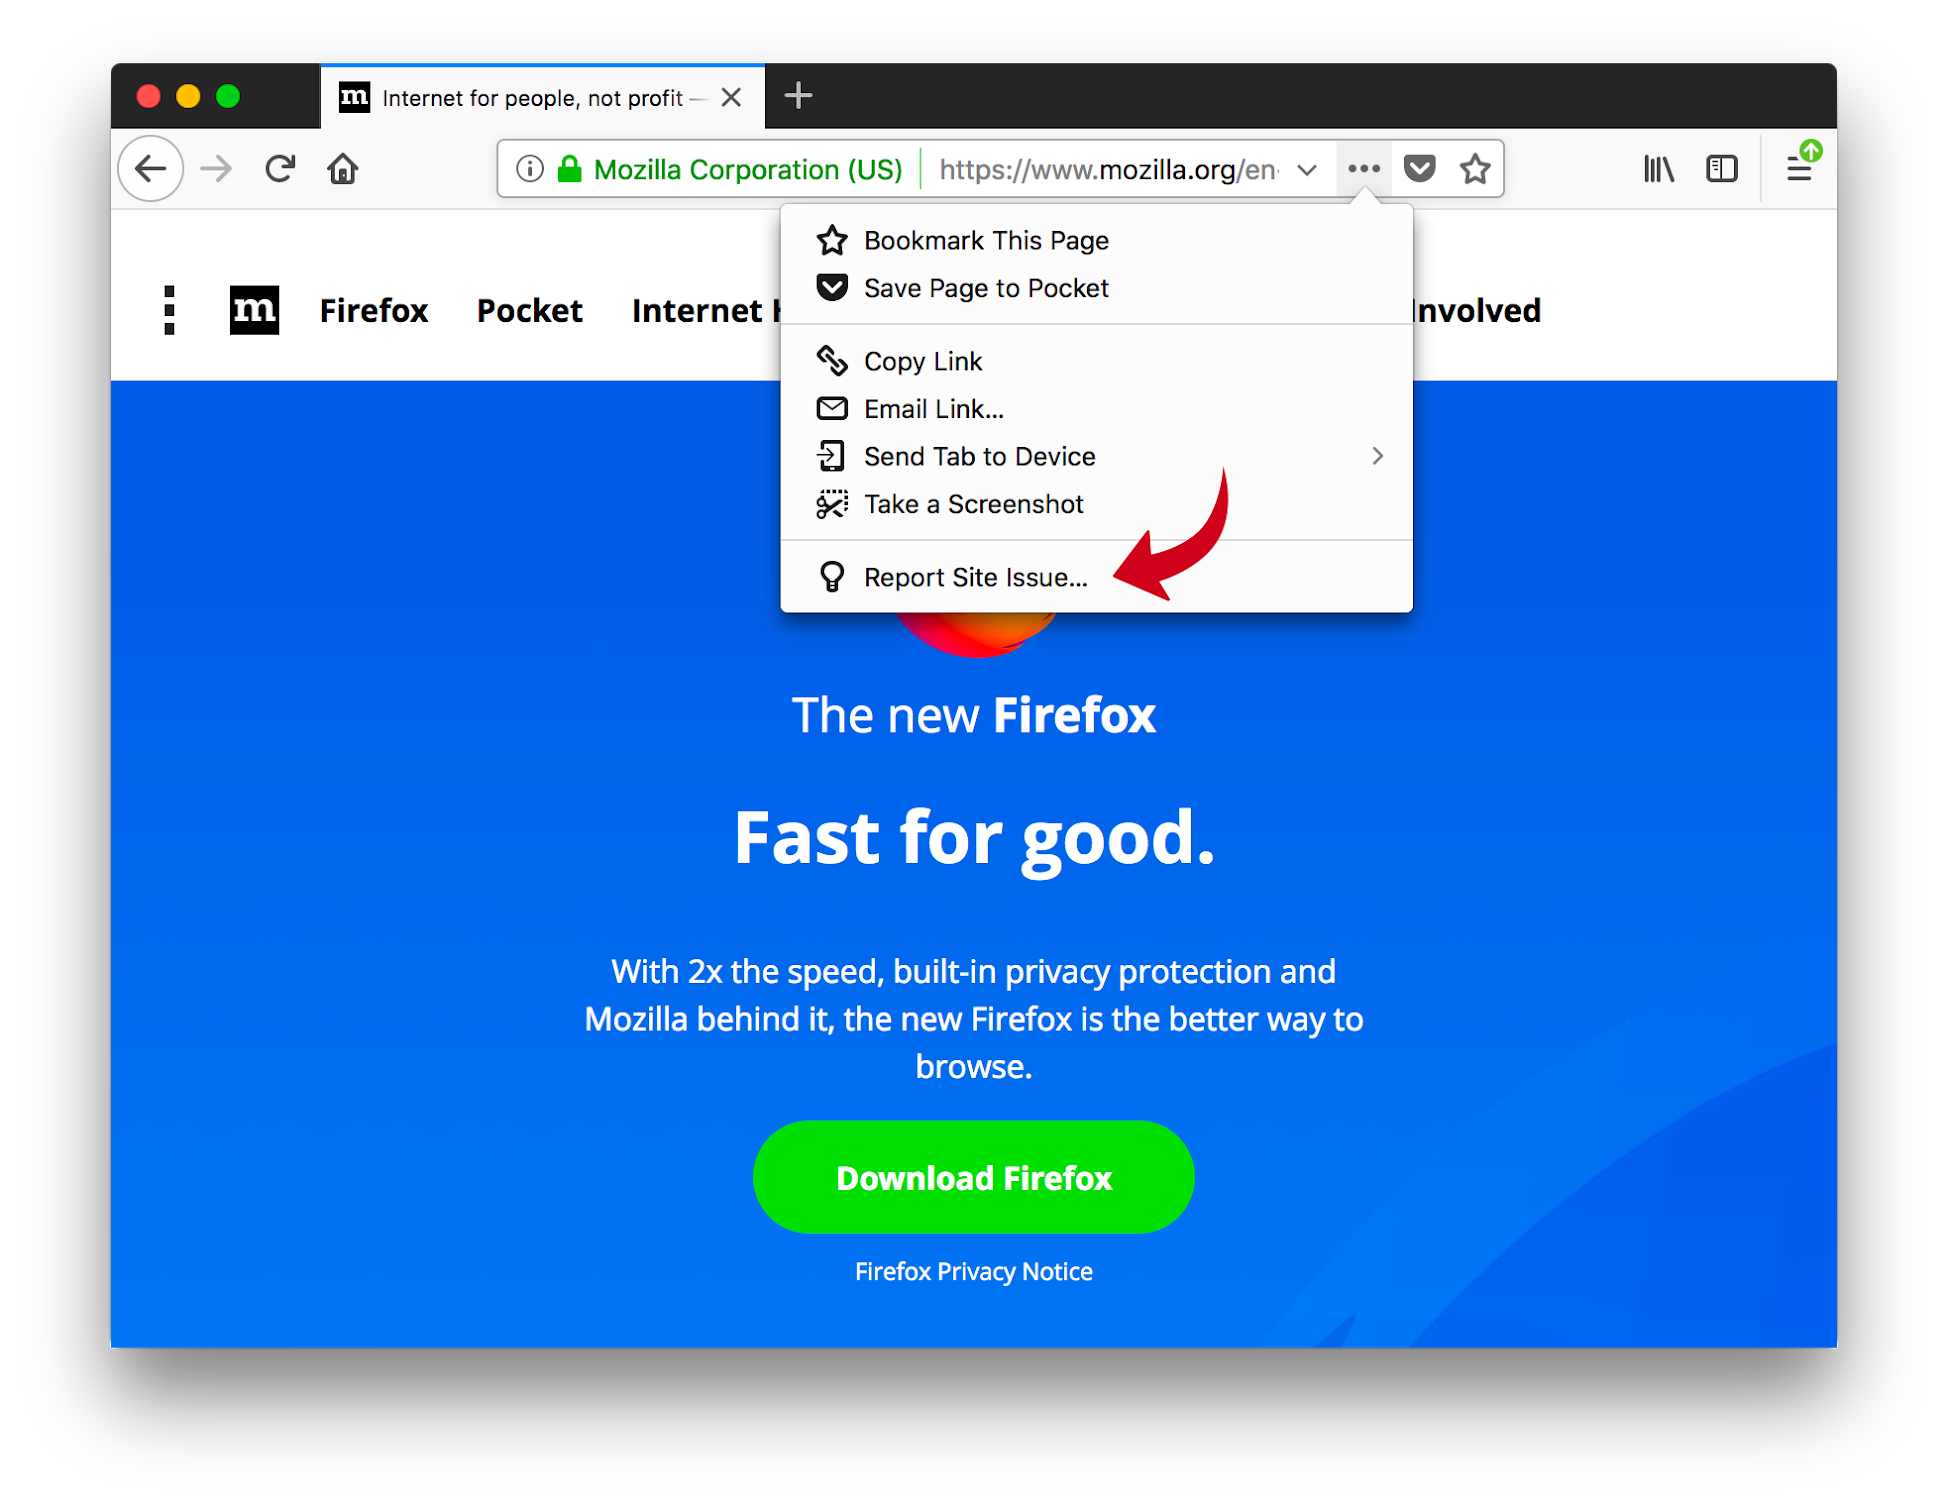 m Internet for people, not profit —
Mozilla Corporation (US) https://www.mozilla.org/en-
Bookmark This Page
Save Page to Pocket
m Firefox Pocket Internet Involved
Copy Link
Email Link...
Send Tab to Device
Take a Screenshot
Report Site Issue...
The new Firefox
Fast for good.
With 2x the speed, built-in privacy protection and
Mozilla behind it, the new Firefox is the better way to
browse.
Download Firefox
Firefox Privacy Notice